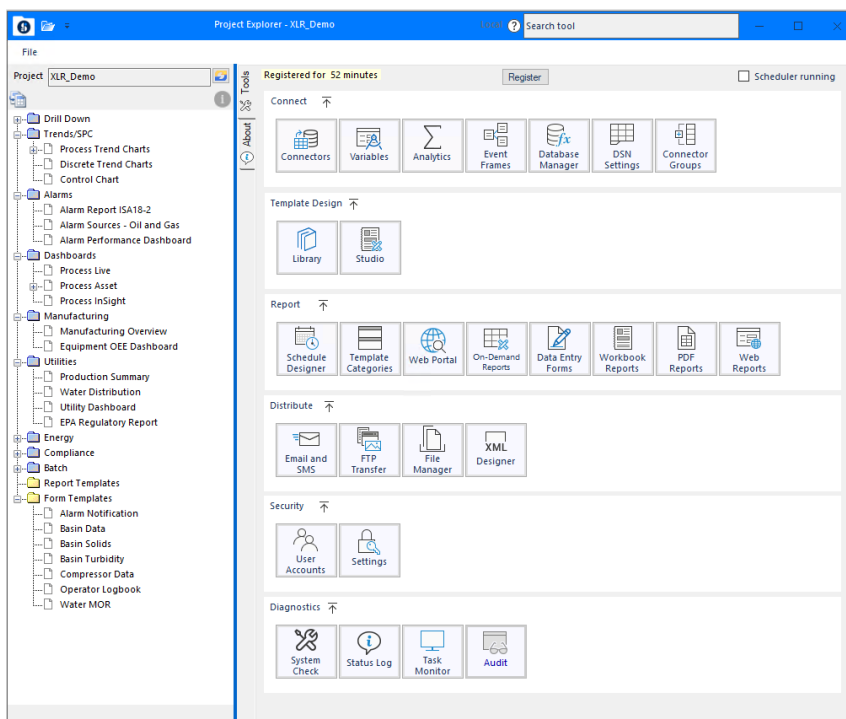 Project Explorer - XLR_Demo
Search tool
File
Project XLR_Demo
Drill Down
Trends/SPC
Process Trend Charts
Discrete Trend Charts
Control Chart
Alarms
Alarm Report ISA18-2
Alarm Sources - Oil and Gas
Alarm Performance Dashboard
Dashboards
Process Live
Process Asset
Process InSight
Manufacturing
Manufacturing Overview
Equipment OEE Dashboard
Utilities
Production Summary
Water Distribution
Utility Dashboard
EPA Regulatory Report
Energy
Compliance
Batch
Report Templates
Form Templates
Alarm Notification
Basin Data
Basin Solids
Basin Turbidity
Compressor Data
Operator Logbook
Water MOR
Tools
About
Registered for 52 minutes
Register
Scheduler running
Connect
Connectors
Variables
Analytics
Event
Frames
Database
Manager
DSN
Settings
Connector
Groups
Template Design
Library
Studio
Report
Schedule
Designer
Template
Categories
Web Portal
On-Demand
Reports
Data Entry
Forms
Workbook
Reports
PDF
Reports
Web
Reports
Distribute
Email and
SMS
FTP
Transfer
File
Manager
XML
Designer
Security
User
Accounts
Settings
Diagnostics
System
Check
Status Log
Task
Monitor
Audit